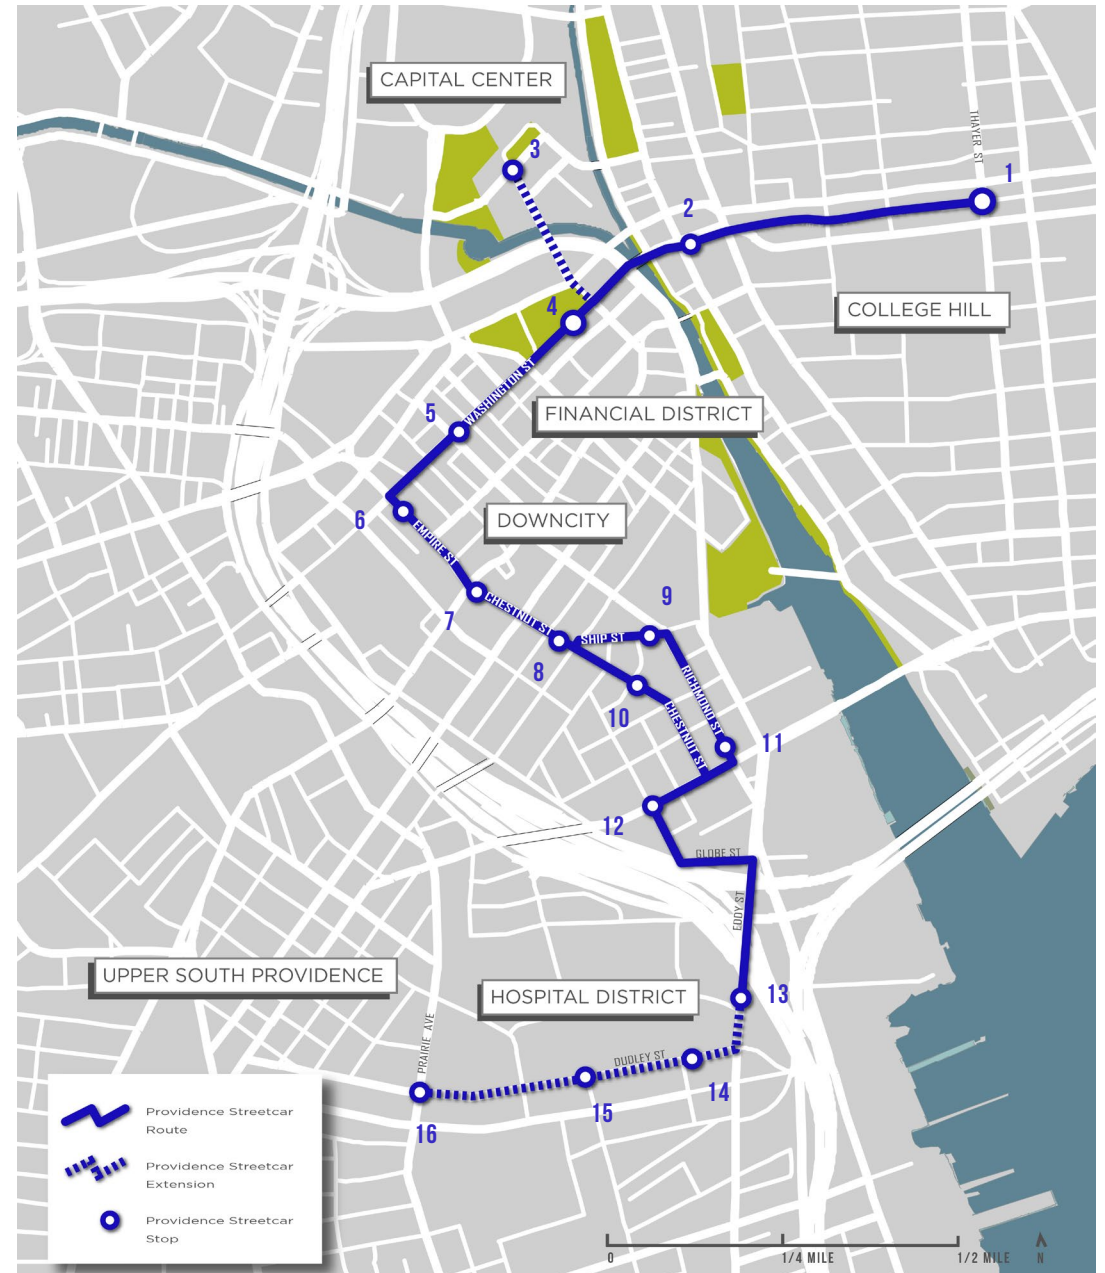 CAPITAL CENTER
3
THAYER ST
1
2
4
COLLEGE HILL
WASHINGTON ST
5
FINANCIAL DISTRICT
6
DOWNCITY
EMPIRE ST
7
CHESTNUT ST
9
SHIP ST
8
RICHMOND ST
10
CHESTNUT ST
11
12
GLOBE ST
EDDY ST
UPPER SOUTH PROVIDENCE
HOSPITAL DISTRICT
13
PRAIRIE AVE
DUDLEY ST
14
15
16
Providence Streetcar
Route
Providence Streetcar
Extension
Providence Streetcar
Stop
0
1/4 MILE
1/2 MILE
N